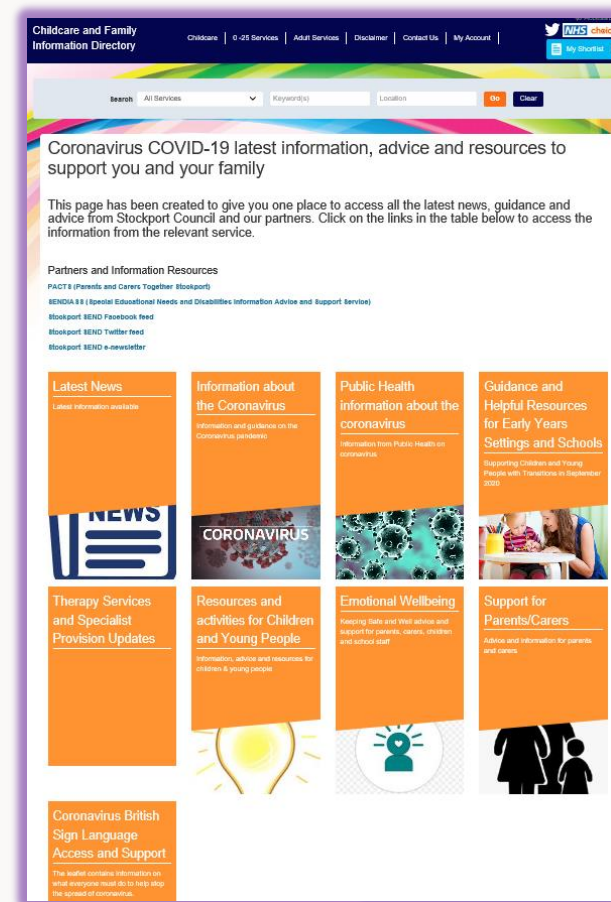 Childcare and Family
Information Directory
Childcare | 0 -25 Services | Adult Services | Disclaimer | Contact Us | My Account |
NHS choic
My Shortlist
Search All Services Keyword(s) Location Go Clear
Coronavirus COVID-19 latest information, advice and resources to
support you and your family
This page has been created to give you one place to access all the latest news, guidance and
advice from Stockport Council and our partners. Click on the links in the table below to access the
information from the relevant service.
Partners and Information Resources
PACTS (Parents and Carers Together Stockport)
SENDIASS (Special Educational Needs and Disabilities Information Advice and Support Service)
Stockport SEND Facebook feed
Stockport SEND Twitter feed
Stockport SEND e-newsletter
Latest News
Latest information available
NEWS
Information about
the Coronavirus
Information and guidance on the
Coronavirus pandemic
CORONAVIRUS
Public Health
information about the
coronavirus
Information from Public Health on
coronavirus
Guidance and
Helpful Resources
for Early Years
Settings and Schools
Supporting Children and Young
People with Transitions in September
2020
Therapy Services
and Specialist
Provision Updates
Resources and
activities for Children
and Young People
Information, advice and resources for
children & young people
Emotional Wellbeing
Keeping Safe and Well advice and
support for parents, carers, children
and school staff
Support for
Parents/Carers
Advice and information for parents
and carers
Coronavirus British
Sign Language
Access and Support
The leaflet contains information on
what everyone must do to help stop
the spread of coronavirus.